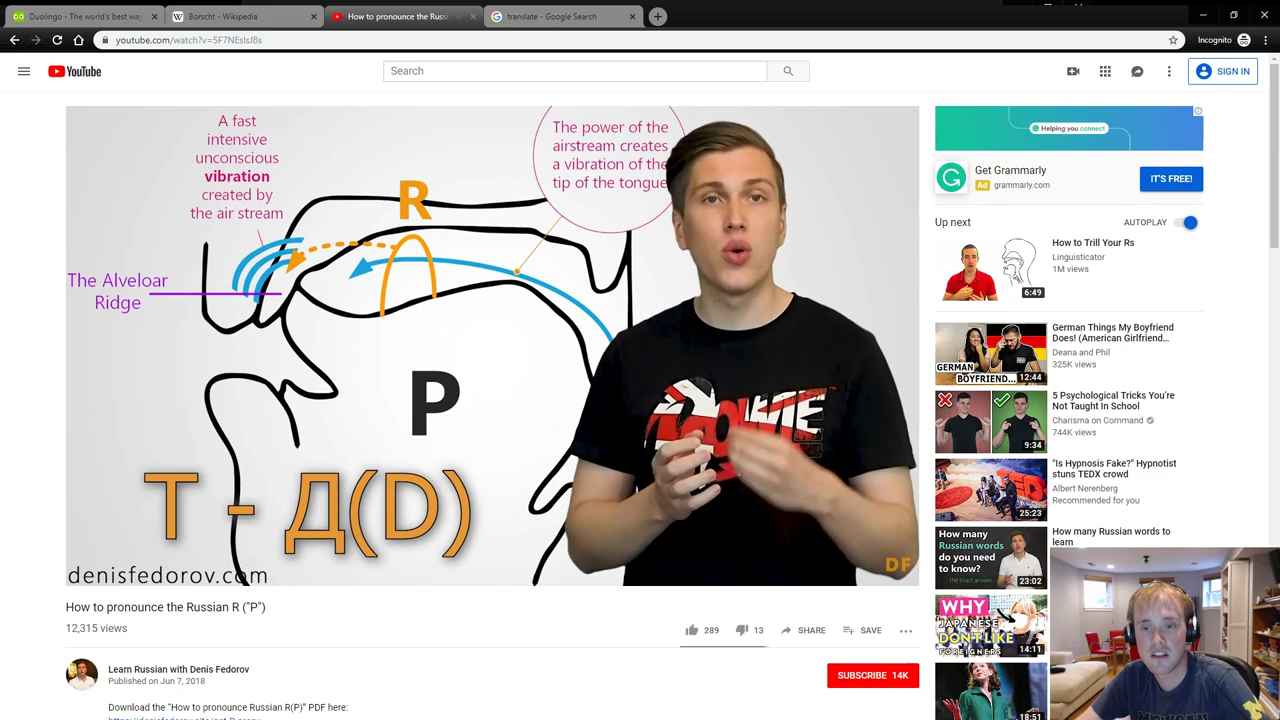 Duolingo - The world's best way
Borscht - Wikipedia
How to pronounce the Russi
translate - Google Search
youtube.com/watch?v=5F7NEsIsJ8s
Incognito
YouTube
Search
SIGN IN
A fast
intensive
unconscious
vibration
created by
the air stream
The power of the
airstream creates
a vibration of the
tip of the tongue
R
The Alveloar
Ridge
P
Т - Д(D)
denisfedorov.com
DF
How to pronounce the Russian R ("P")
12,315 views
289
13
SHARE
SAVE
Learn Russian with Denis Fedorov
Published on Jun 7, 2018
SUBSCRIBE 14K
Download the "How to pronounce Russian R(P)" PDF here:
Helping you connect
Get Grammarly
Ad grammarly.com
IT'S FREE!
Up next
AUTOPLAY
How to Trill Your Rs
Linguisticator
1M views
6:49
German Things My Boyfriend
Does! (American Girlfriend...
Deana and Phil
325K views
GERMAN
BOYFRIEND...
12:44
5 Psychological Tricks You're
Not Taught In School
Charisma on Command
744K views
9:34
"Is Hypnosis Fake?" Hypnotist
stuns TEDX crowd
Albert Nerenberg
Recommended for you
25:23
How many Russian words to
learn
How many
Russian words
do you need
to know?
the exact answer
23:02
WHY
JAPANESE
DON'T LIKE
FOREIGNERS
14:11
18:51